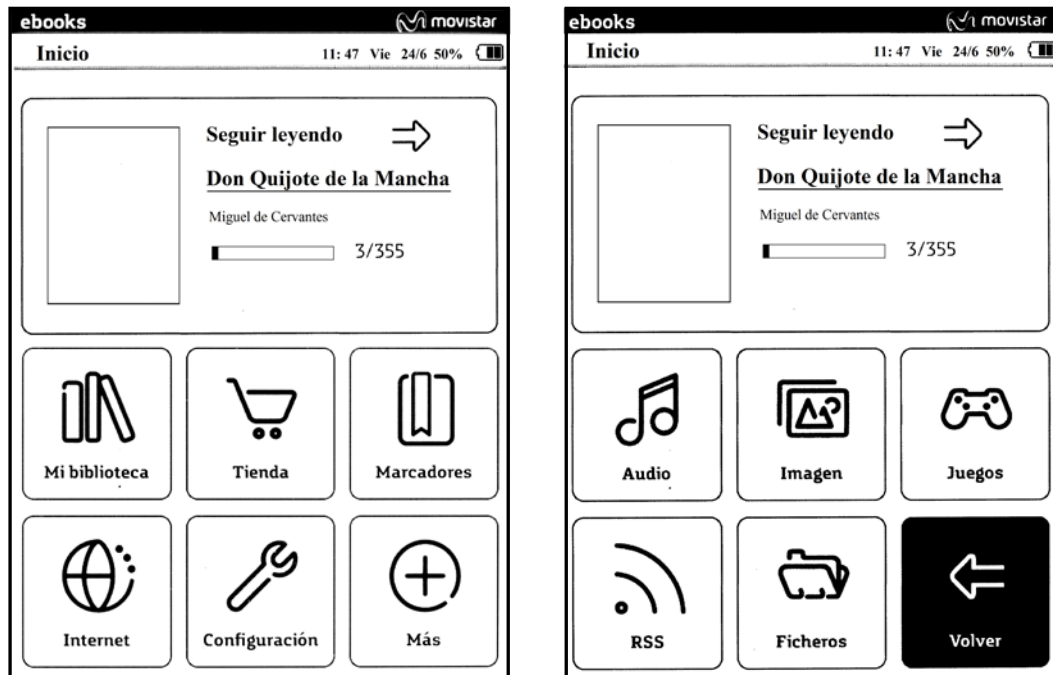 ebooks movistar
Inicio 11: 47 Vie 24/6 50%
Seguir leyendo
Don Quijote de la Mancha
Miguel de Cervantes
3/355
Mi biblioteca Tienda Marcadores
Internet Configuración Más
ebooks movistar
Inicio 11: 47 Vie 24/6 50%
Seguir leyendo
Don Quijote de la Mancha
Miguel de Cervantes
3/355
Audio Imagen Juegos
RSS Ficheros Volver